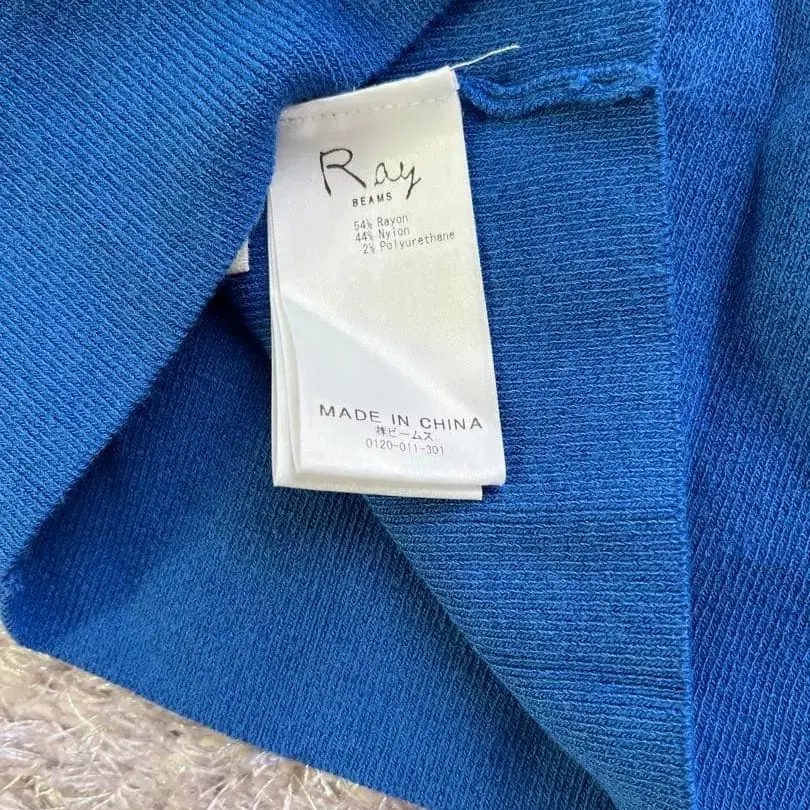 Ray
BEAMS
54% Rayon
44% Nylon
2% Polyurethane
MADE IN CHINA
㈱ビームス
0120-011-301